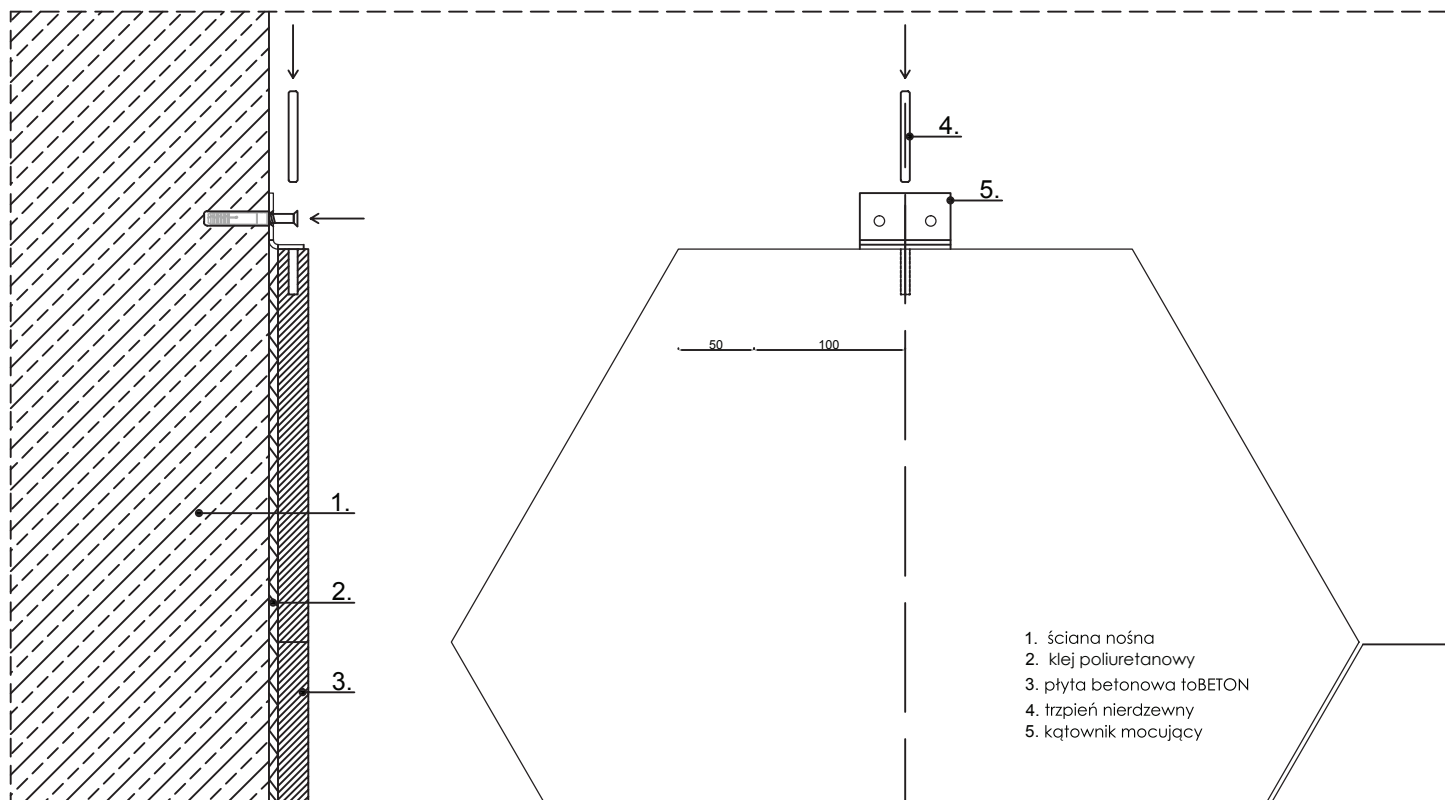 4.
5.
50
100
1.
2.
3.
1. ściana nośna
2. klej poliuretanowy
3. płyta betonowa toBETON
4. trzpień nierdzewny
5. kątownik mocujący